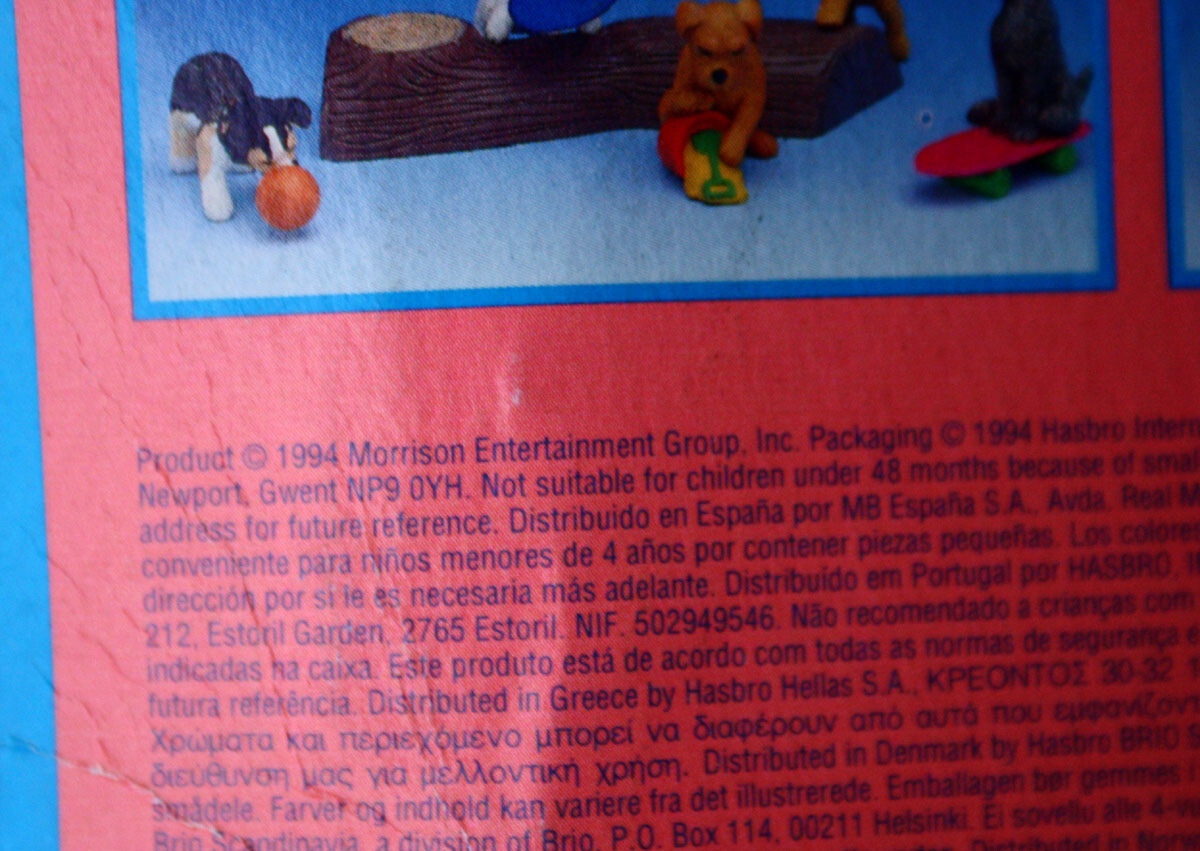 Product © 1994 Morrison Entertainment Group, Inc. Packaging © 1994 Hasbro
Newport, Gwent NP9 0YH. Not suitable for children under 48 months because of
address for future reference. Distribuido en España por MB España S.A., Avda. Real
conveniente para niños menores de 4 años por contener piezas pequeñas. Los
dirección por si le es necesaria más adelante. Distribuído em Portugal por HASBRO,
212, Estoril Garden, 2765 Estoril. NIF. 502949546. Não recomendado a crianças com
indicadas na caixa. Este produto está de acordo com todas as normas de segurança e
futura referência. Distributed in Greece by Hasbro Hellas S.A., ΚΡΕΟΝΤΟΣ 30-32
Χρώματα και περιεχόμενο μπορεί να διαφέρουν από αυτά που
διεύθυνση μας για μελλοντική χρήση. Distributed in Denmark by Hasbro BRIO
smådele. Farver og indhold kan variere fra det illustrerede. Emballagen bør gemmes
Brio Scandinavia, a division of Brio, P.O. Box 114, 00211 Helsinki. Ei sovellu alle
Distributed in